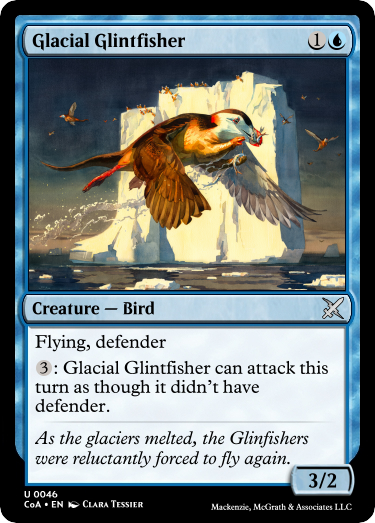 Glacial Glintfisher 1
Creature — Bird
Flying, defender
3: Glacial Glintfisher can attack this
turn as though it didn't have
defender.
As the glaciers melted, the Glinfishers
were reluctantly forced to fly again.
3/2
U 0046
CoA • EN Clara Tessier
Mackenzie, McGrath & Associates LLC